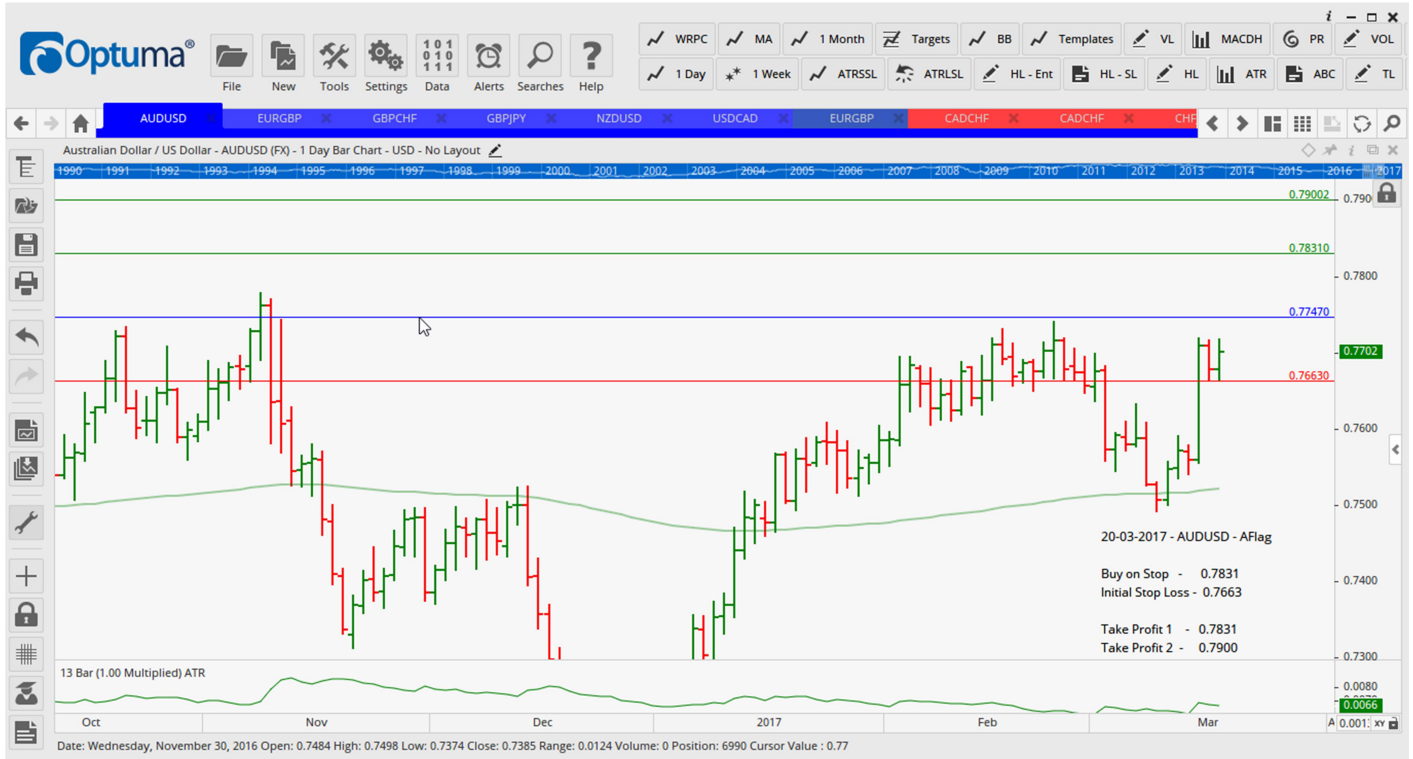 i
Optuma®
File New Tools Settings Data Alerts Searches Help
WRPC MA 1 Month Targets BB Templates VL MACDH PR VOL
1 Day 1 Week ATRSSL ATRLSL HL - Ent HL - SL HL ATR ABC TL
AUDUSD EURGBP GBPCHF GBPJPY NZDUSD USDCAD EURGBP CADCHF CADCHF CHF
Australian Dollar / US Dollar - AUDUSD (FX) - 1 Day Bar Chart - USD - No Layout
1990 1991 1992 1993 1994 1995 1996 1997 1998 1999 2000 2001 2002 2003 2004 2005 2006 2007 2008 2009 2010 2011 2012 2013 2014 2015 2016 2017
0.79002 0.790
0.78310
0.7800
0.77470
0.7702
0.76630
0.7600
0.7500
20-03-2017 - AUDUSD - AFlag
Buy on Stop - 0.7831
0.7400
Initial Stop Loss - 0.7663
Take Profit 1 - 0.7831
Take Profit 2 - 0.7900
0.7300
13 Bar (1.00 Multiplied) ATR
0.0080
0.0066
Oct Nov Dec 2017 Feb Mar A 0.001: XY
Date: Wednesday, November 30, 2016 Open: 0.7484 High: 0.7498 Low: 0.7374 Close: 0.7385 Range: 0.0124 Volume: 0 Position: 6990 Cursor Value : 0.77